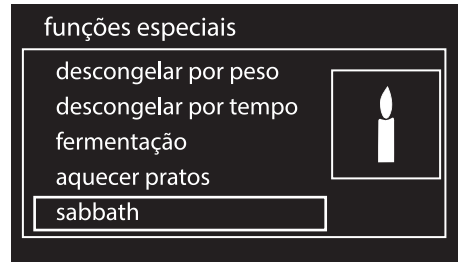 funções especiais
descongelar por peso
descongelar por tempo
fermentação
aquecer pratos
sabbath